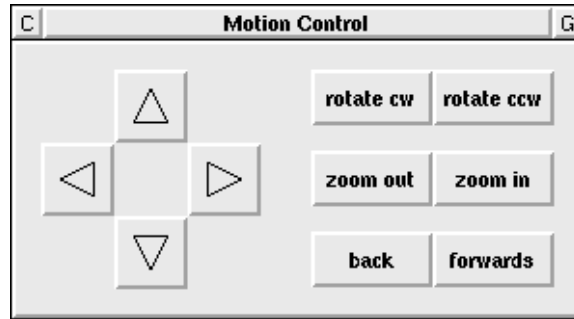 C Motion Control G
rotate cw rotate ccw
zoom out zoom in
back forwards